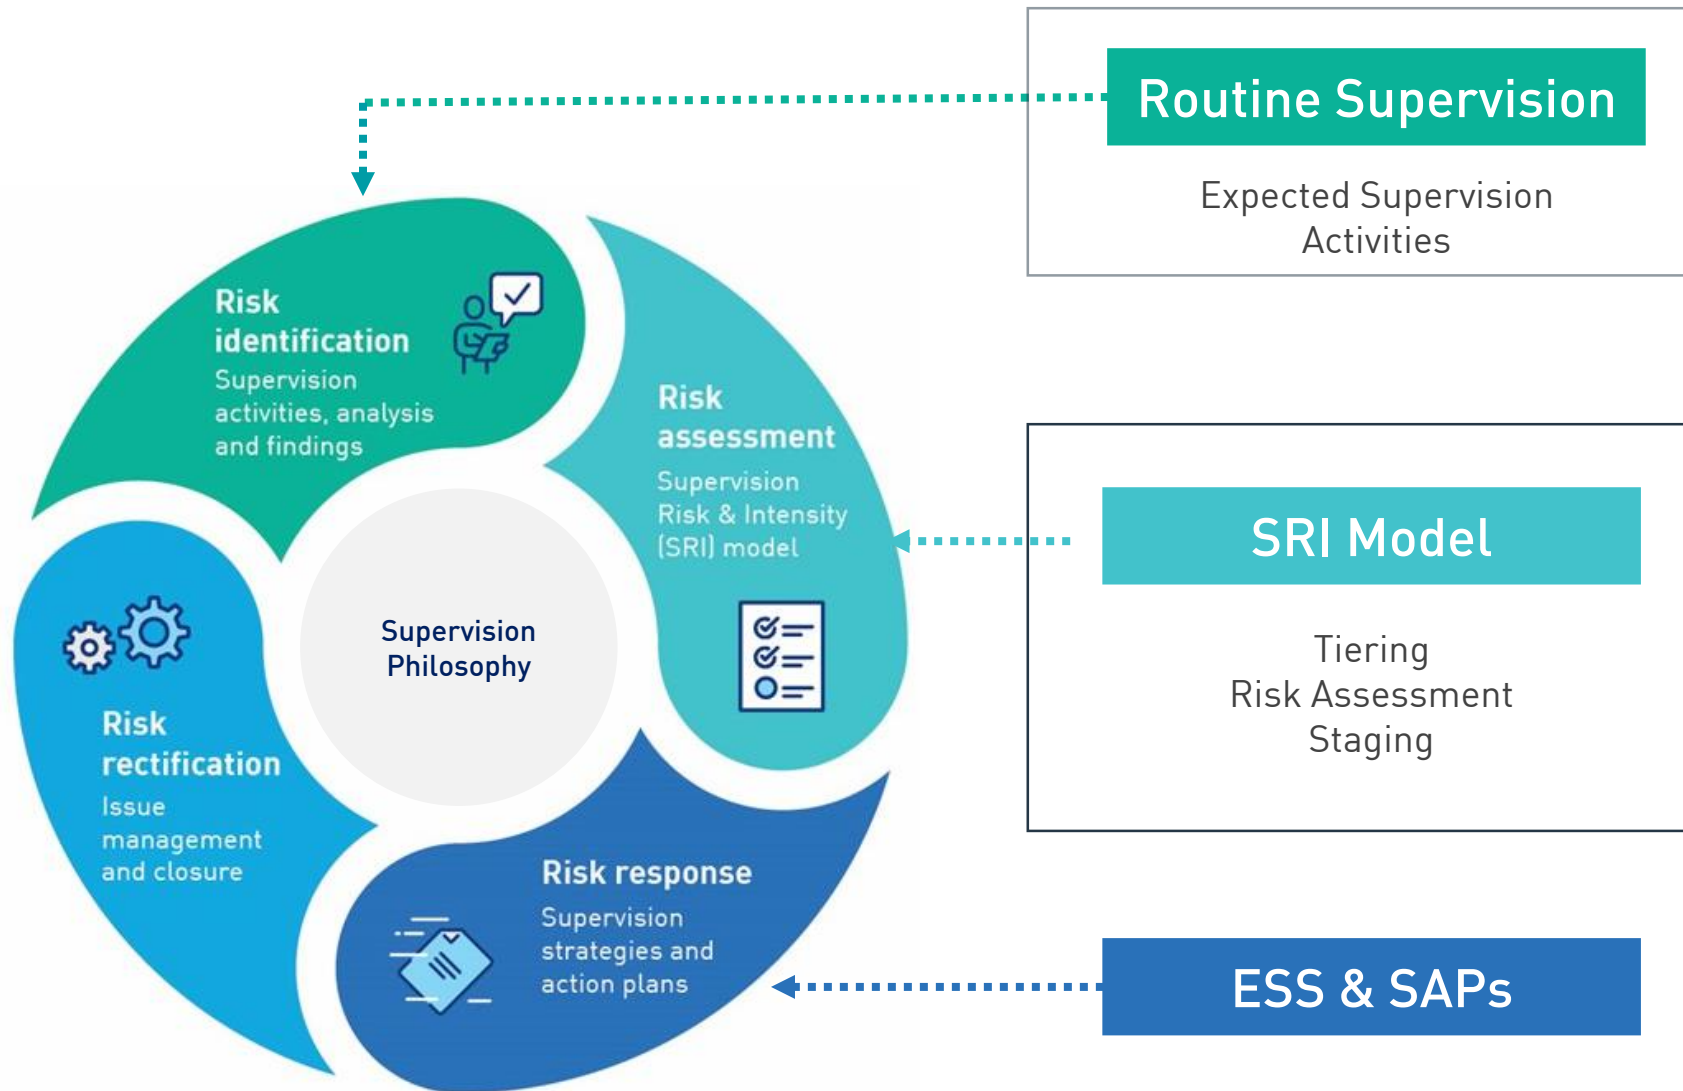 Routine Supervision
Expected Supervision
Activities
Risk
identification
Supervision
activities, analysis
and findings
Risk
assessment
Supervision
Risk & Intensity
(SRI) model
SRI Model
Tiering
Risk Assessment
Staging
Supervision
Philosophy
Risk
rectification
Issue
management
and closure
Risk response
Supervision
strategies and
action plans
ESS & SAPs